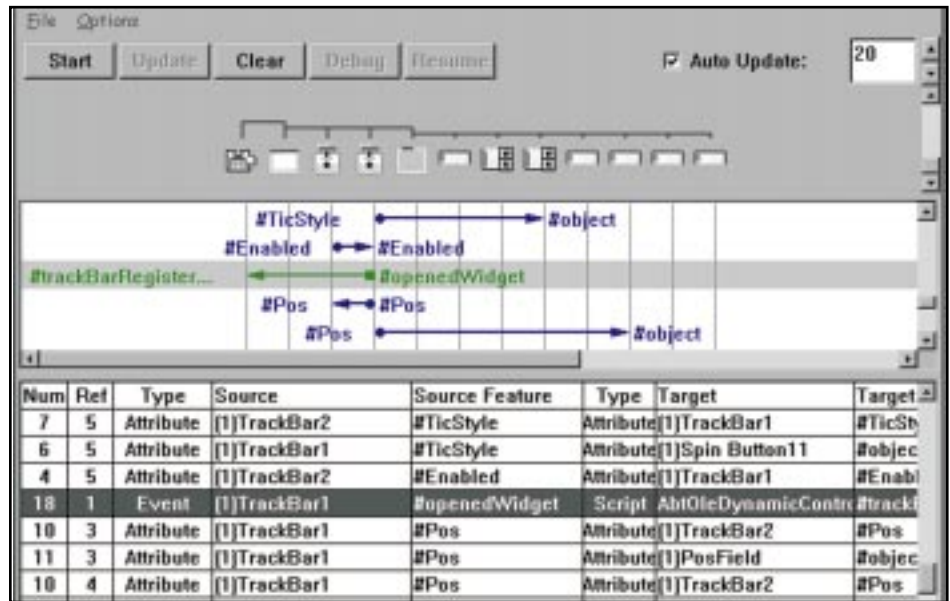 File Options
Start Update Clear Debug Resume Auto Update: 20
#TicStyle #object
#Enabled #Enabled
#trackBarRegister... #openedWidget
#Pos #Pos
#Pos #object
Num Ref Type Source Source Feature Type Target Target
7 5 Attribute [1]TrackBar2 #TicStyle Attribute [1]TrackBar1 #TicSt
6 5 Attribute [1]TrackBar1 #TicStyle Attribute [1]Spin Button11 #objec
4 5 Attribute [1]TrackBar2 #Enabled Attribute [1]TrackBar1 #Enabl
18 1 Event [1]TrackBar1 #openedWidget Script AbtOleDynamicContro #track
10 3 Attribute [1]TrackBar1 #Pos Attribute [1]TrackBar2 #Pos
11 3 Attribute [1]TrackBar1 #Pos Attribute [1]PosField #objec
10 4 Attribute [1]TrackBar1 #Pos Attribute [1]TrackBar2 #Pos